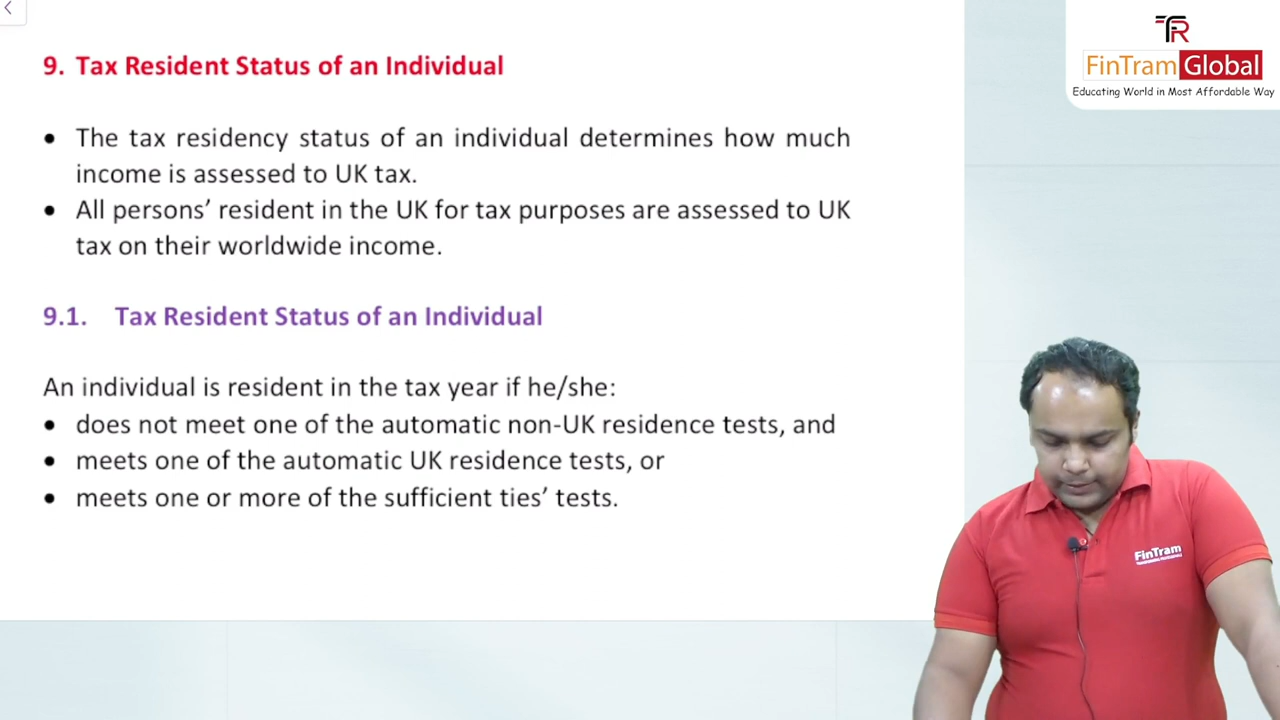 9. Tax Resident Status of an Individual
• The tax residency status of an individual determines how much
income is assessed to UK tax.
• All persons’ resident in the UK for tax purposes are assessed to UK
tax on their worldwide income.
9.1. Tax Resident Status of an Individual
An individual is resident in the tax year if he/she:
• does not meet one of the automatic non-UK residence tests, and
• meets one of the automatic UK residence tests, or
• meets one or more of the sufficient ties’ tests.
FinTram Global
Educating World in Most Affordable Way
FinTram